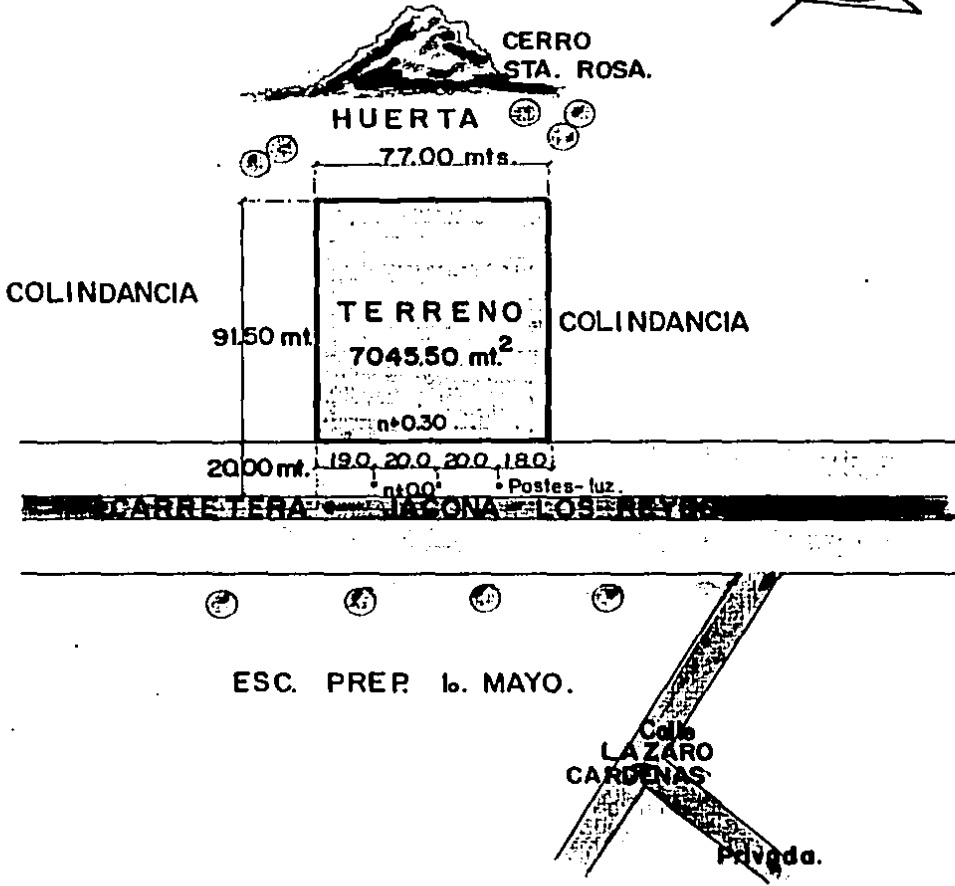 CERRO
STA. ROSA.
HUERTA
77.00 mts.
COLINDANCIA
91.50 mt
TERRENO
7045.50 mt.²
COLINDANCIA
n+0.30
20.00 mt.
19.0 20.0 20.0 18.0
n+0.0
Postes-luz.
CARRETERA JACONA - LOS REYES
ESC. PREP. 1o. MAYO.
Calle
LAZARO
CARDENAS
Privada.